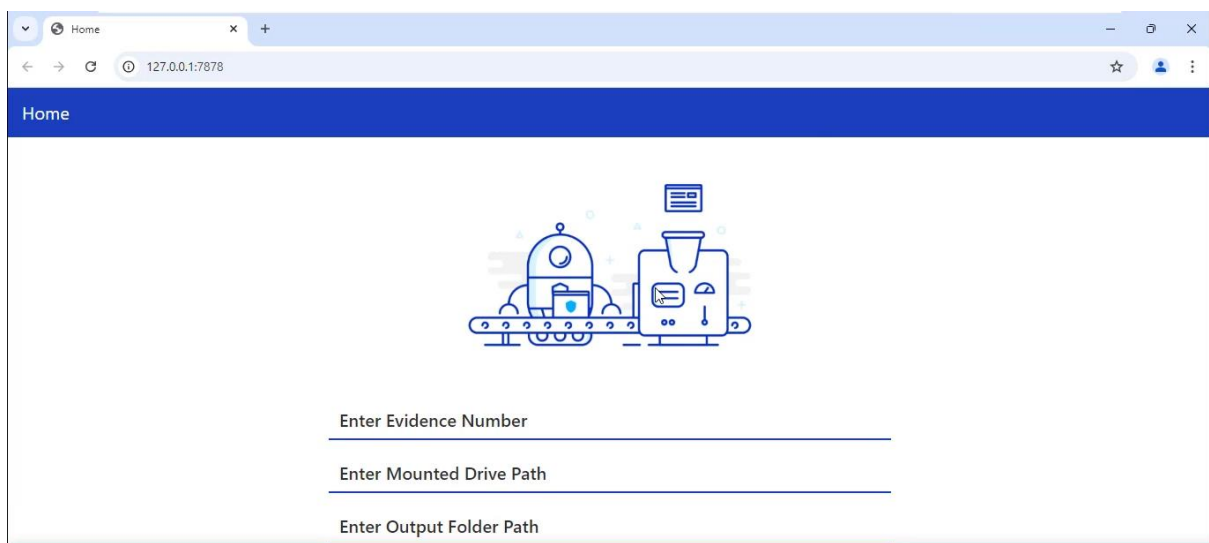 Home
127.0.0.1:7878
Home
Enter Evidence Number
Enter Mounted Drive Path
Enter Output Folder Path